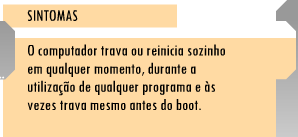 SINTOMAS
O computador trava ou reinicia sozinho
em qualquer momento, durante a
utilização de qualquer programa e às
vezes trava mesmo antes do boot.